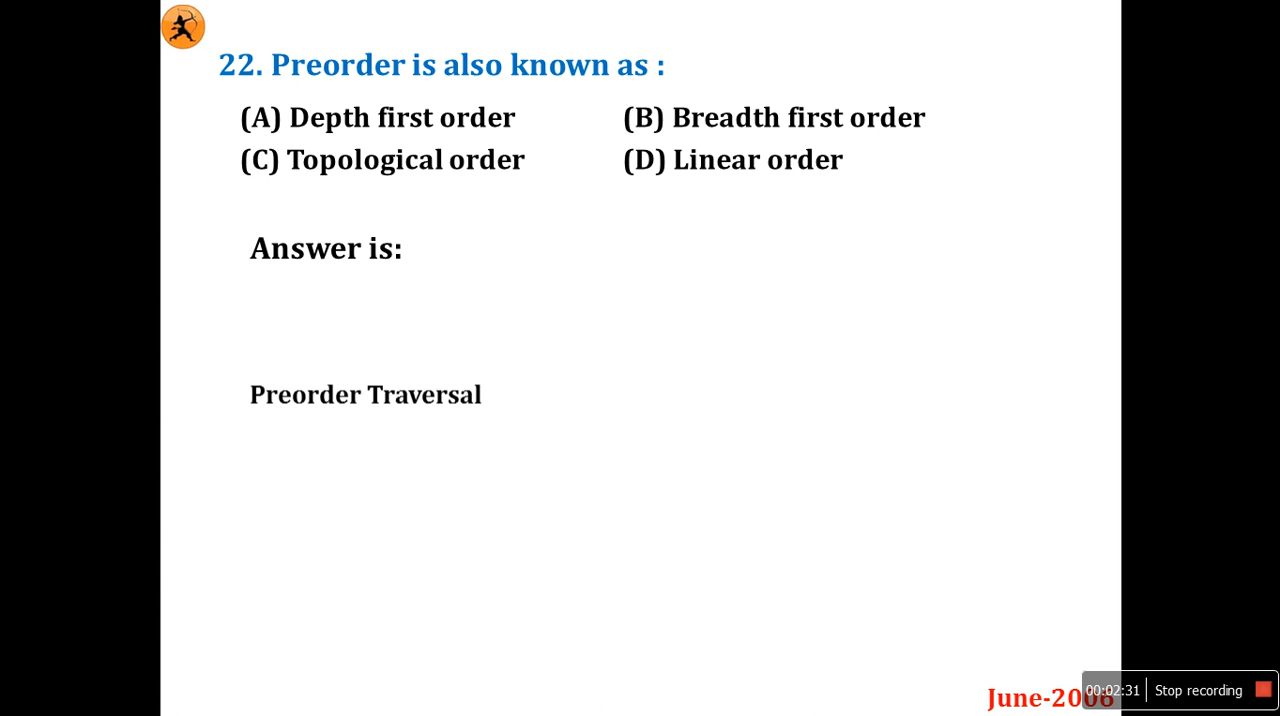 22. Preorder is also known as :
(A) Depth first order (B) Breadth first order
(C) Topological order (D) Linear order
Answer is:
Preorder Traversal
June-2006
00:02:31 Stop recording